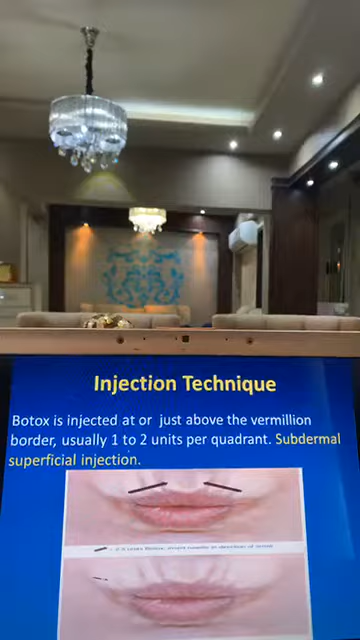 Injection Technique
Botox is injected at or just above the vermillion
border, usually 1 to 2 units per quadrant. Subdermal
superficial injection.